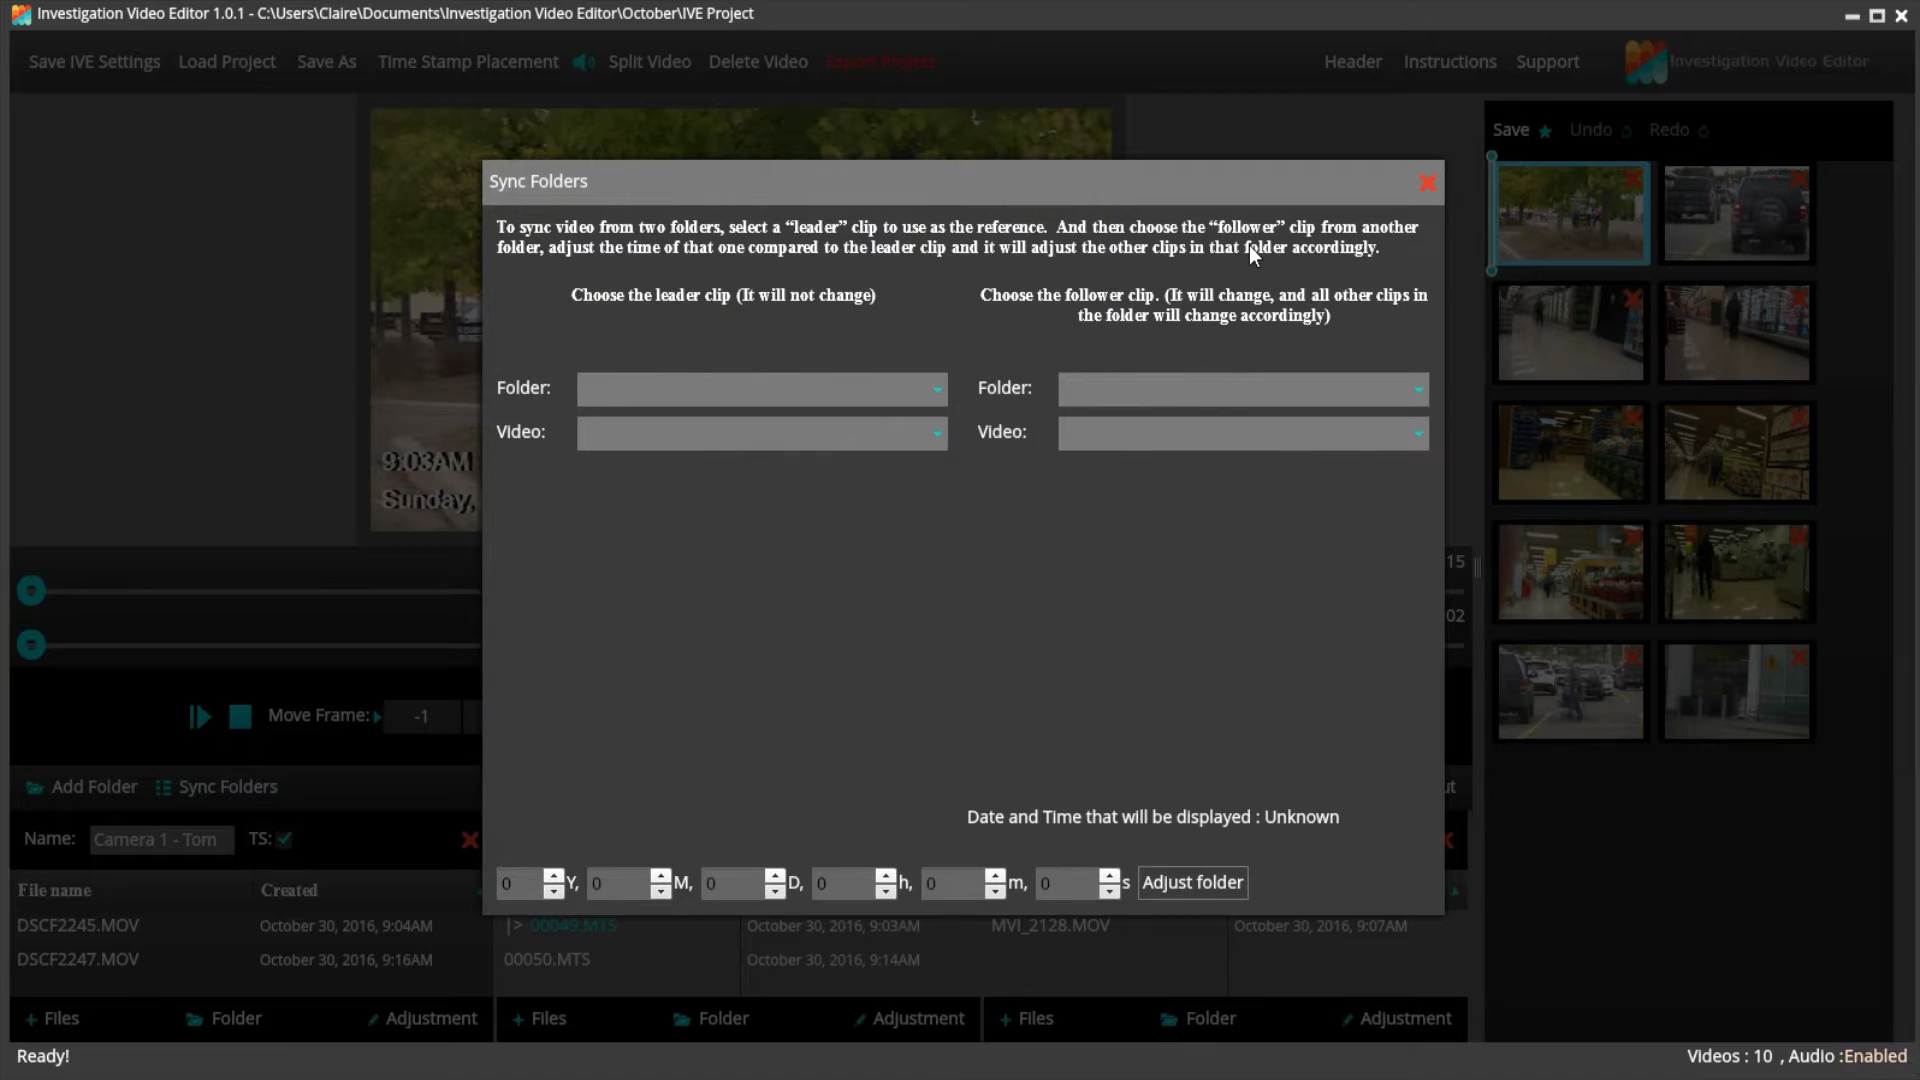 Investigation Video Editor 1.0.1 - C:\Users\Claire\Documents\Investigation Video Editor\October\IVE Project
Save IVE Settings Load Project Save As Time Stamp Placement Split Video Delete Video Export Project Header Instructions Support Investigation Video Editor
Save Undo Redo
Sync Folders
To sync video from two folders, select a “leader” clip to use as the reference. And then choose the “follower” clip from another
folder, adjust the time of that one compared to the leader clip and it will adjust the other clips in that folder accordingly.
Choose the leader clip (It will not change)
Choose the follower clip. (It will change, and all other clips in
the folder will change accordingly)
Folder: Folder:
Video: Video:
9:03AM
Sunday,
15
02
Move Frame: -1
Add Folder Sync Folders
ut
Date and Time that will be displayed : Unknown
Name: Camera 1 - Tom TS:
0 Y, 0 M, 0 D, 0 h, 0 m, 0 s Adjust folder
File name Created
DSCF2245.MOV October 30, 2016, 9:04AM |> 00049.MTS October 30, 2016, 9:03AM MVI_2128.MOV October 30, 2016, 9:07AM
DSCF2247.MOV October 30, 2016, 9:16AM 00050.MTS October 30, 2016, 9:14AM
+ Files Folder Adjustment + Files Folder Adjustment + Files Folder Adjustment
Ready! Videos : 10 , Audio :Enabled